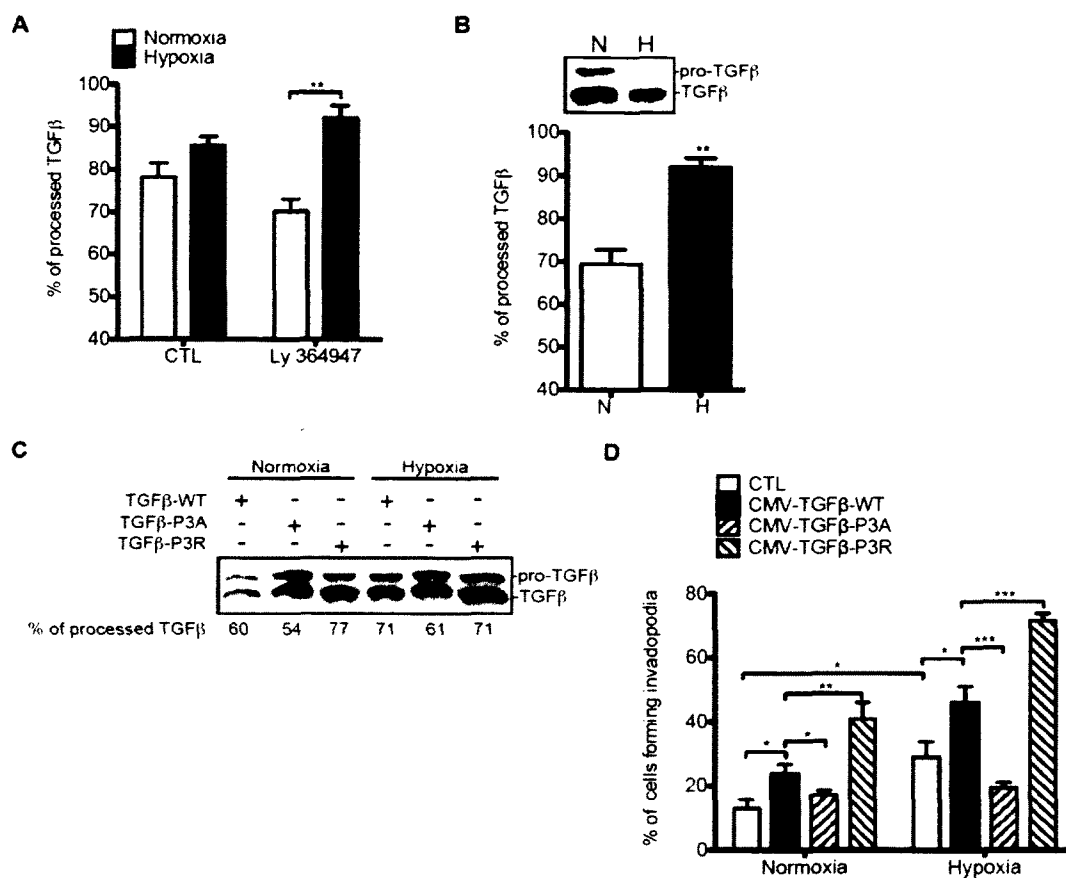 A
Normoxia
Hypoxia
% of processed TGFβ
100
90
80
70
60
50
40
**
CTL
Ly 364947
B
N H
-pro-TGFβ
-TGFβ
% of processed TGFβ
100
90
80
70
60
50
40
**
N
H
C
Normoxia Hypoxia
TGFβ-WT + - - + - -
TGFβ-P3A - + - - + -
TGFβ-P3R - - + - - +
-pro-TGFβ
-TGFβ
% of processed TGFβ 60 54 77 71 61 71
D
CTL
CMV-TGFβ-WT
CMV-TGFβ-P3A
CMV-TGFβ-P3R
% of cells forming invadopodia
80
60
40
20
0
***
* ***
*
**
* *
Normoxia
Hypoxia